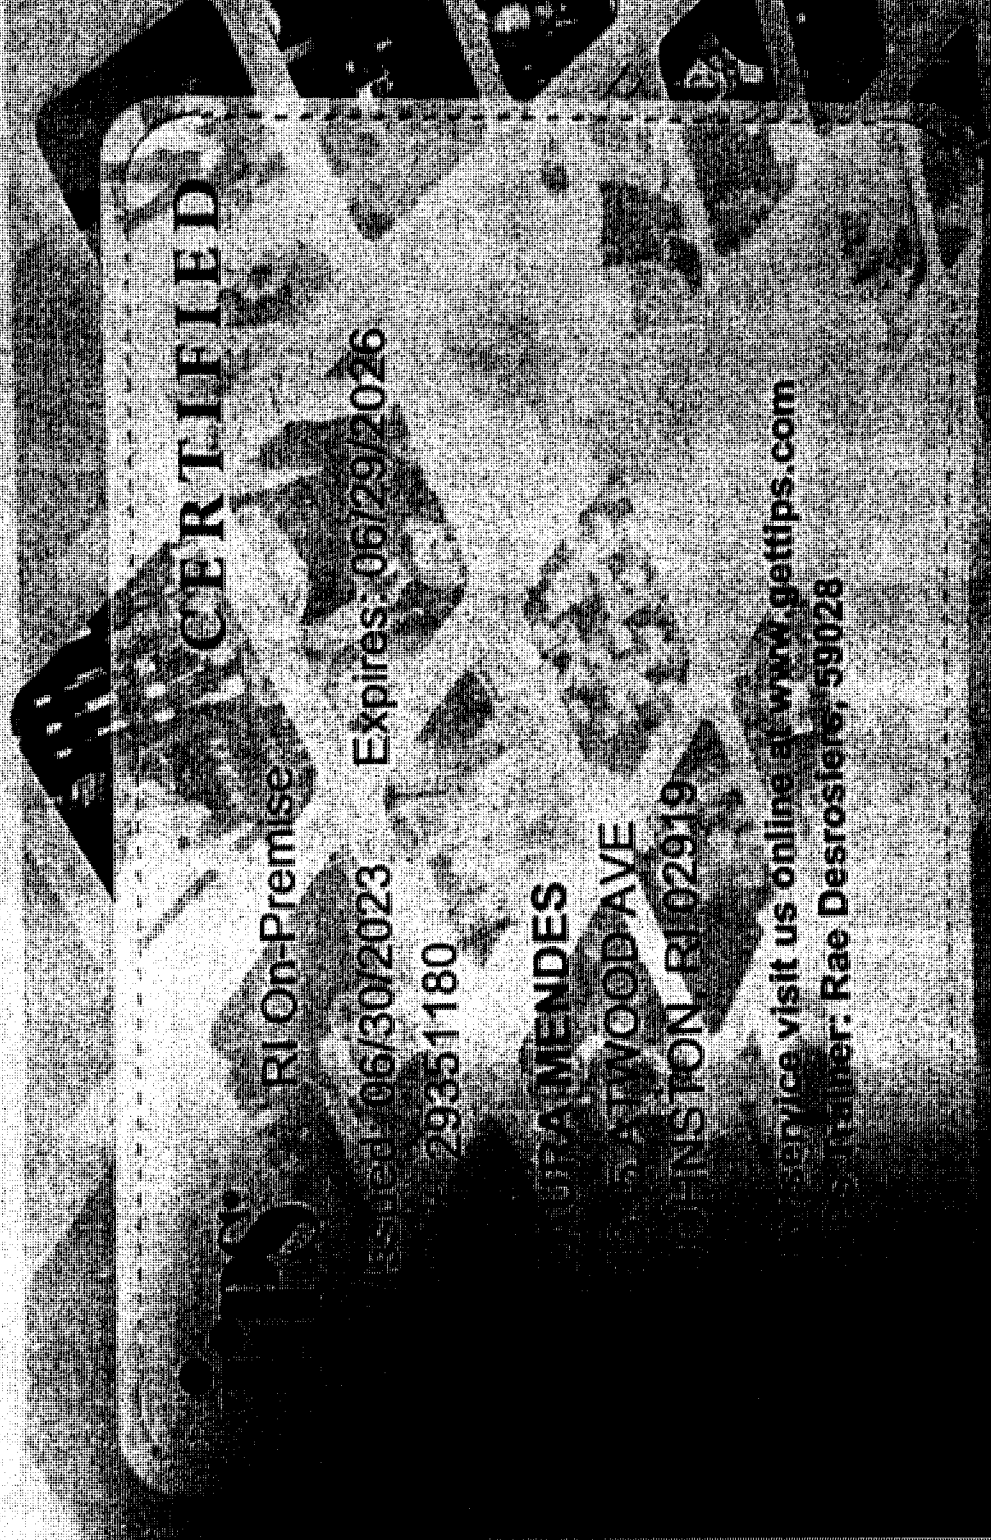 CERTIFIED
RI On-Premise
06/30/2023 Expires: 06/29/2026
29351180
MENDES
ATWOOD AVE
RI 02919
service visit us online at www.gettips.com
Rae Desrosiers, 59028